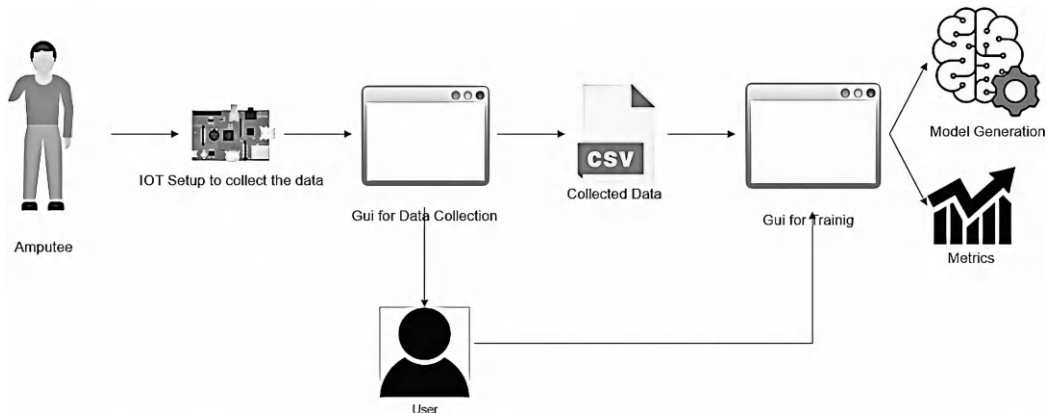 Amputee
IOT Setup to collect the data
Gui for Data Collection
CSV
Collected Data
Gui for Trainig
Model Generation
Metrics
User